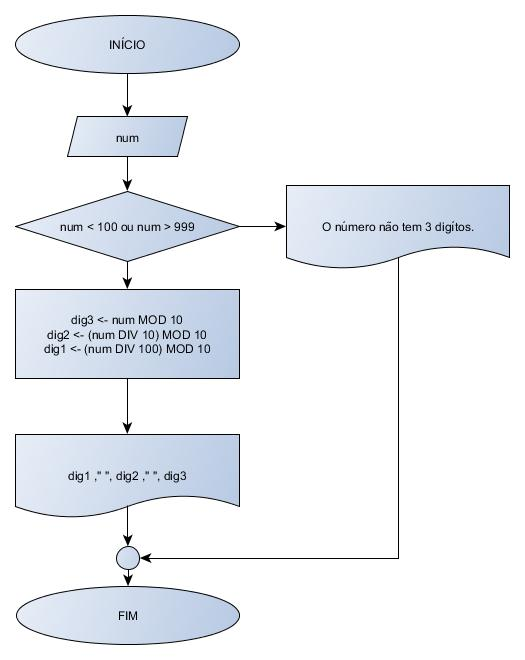 INÍCIO
num
num < 100 ou num > 999
O número não tem 3 digítos.
dig3 <- num MOD 10
dig2 <- (num DIV 10) MOD 10
dig1 <- (num DIV 100) MOD 10
dig1 ," ", dig2 ," ", dig3
FIM